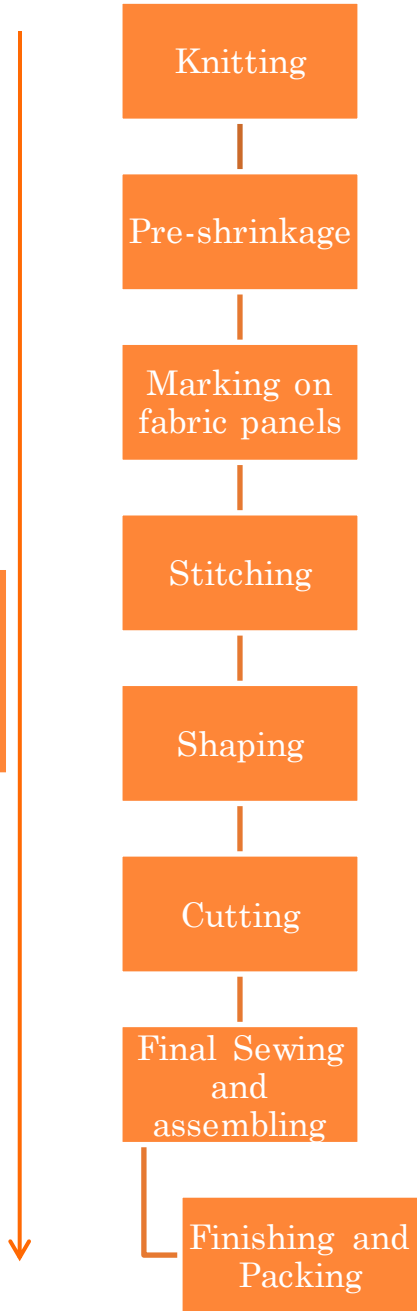 Knitting
Pre-shrinkage
Marking on
fabric panels
Stitching
Shaping
Cutting
Final Sewing
and
assembling
Finishing and
Packing